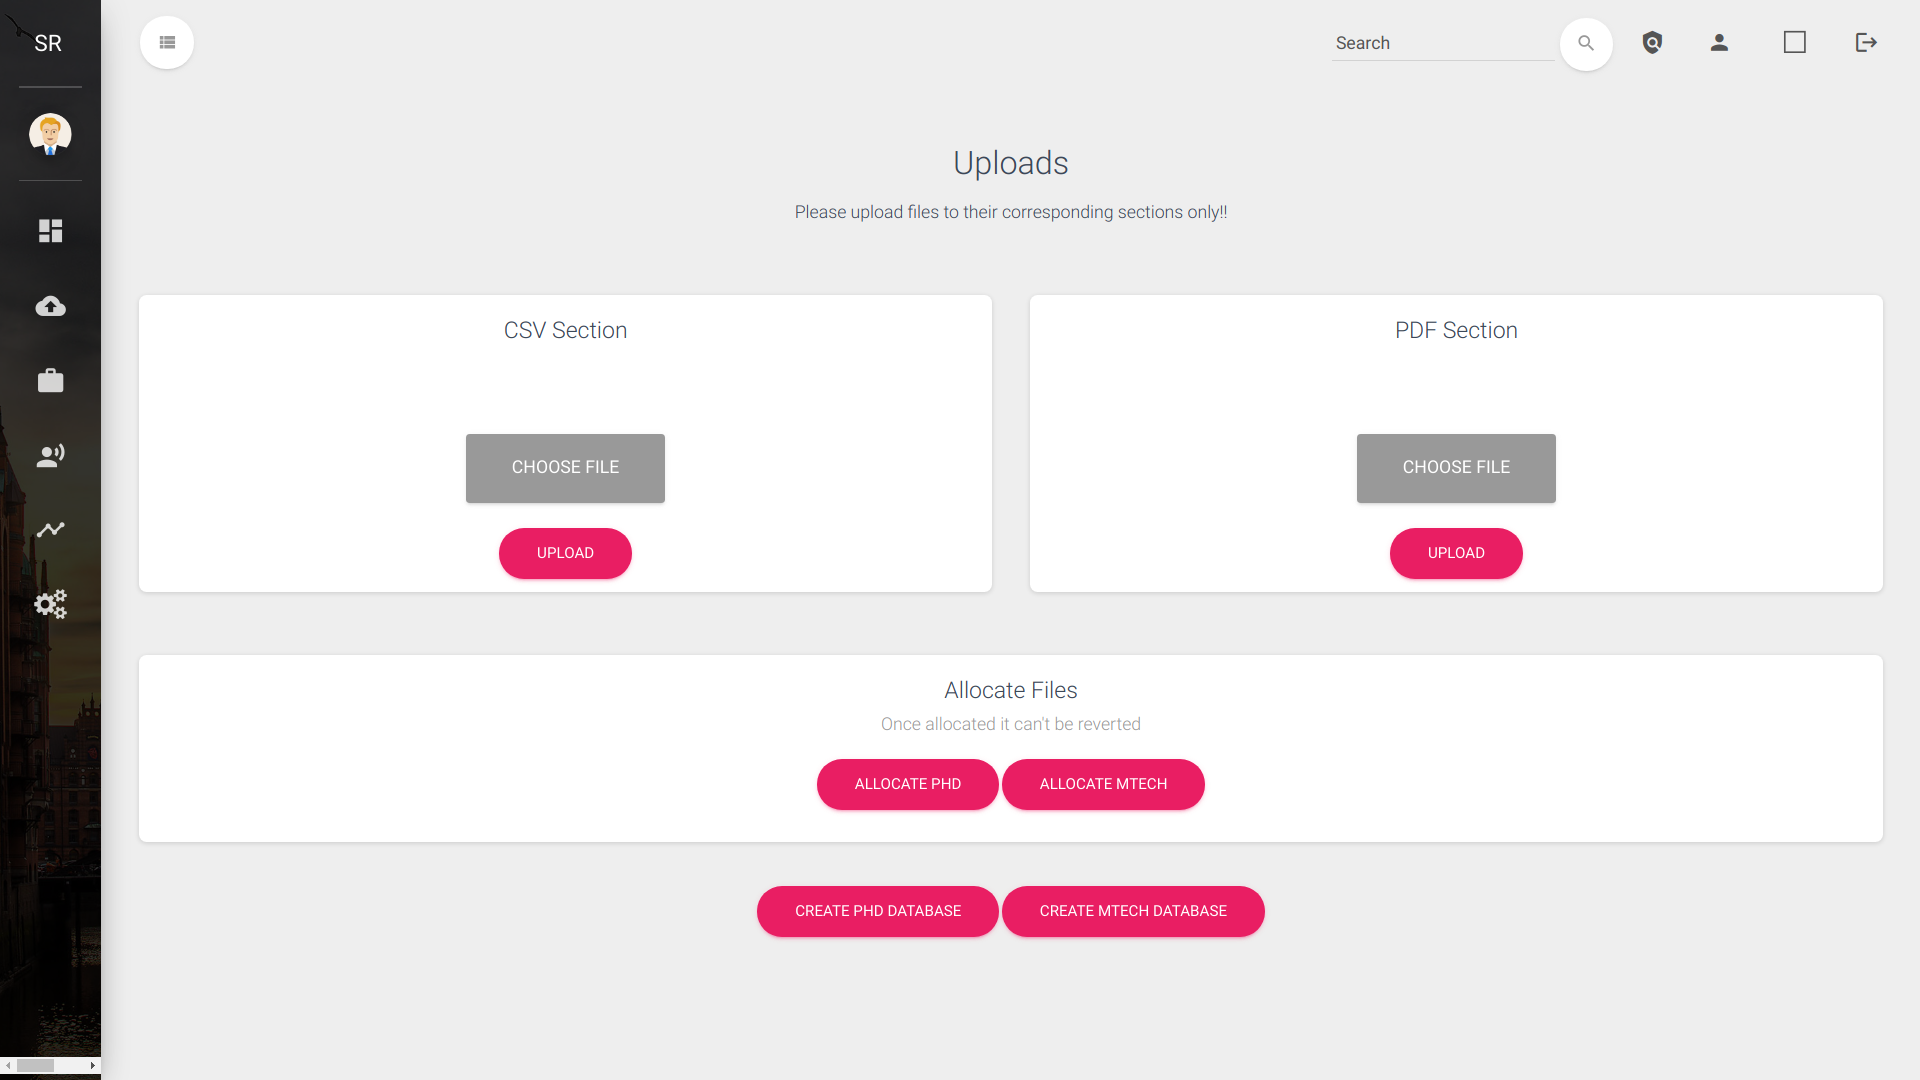 SR
Search
Uploads
Please upload files to their corresponding sections only!!
CSV Section
CHOOSE FILE
UPLOAD
PDF Section
CHOOSE FILE
UPLOAD
Allocate Files
Once allocated it can't be reverted
ALLOCATE PHD
ALLOCATE MTECH
CREATE PHD DATABASE
CREATE MTECH DATABASE